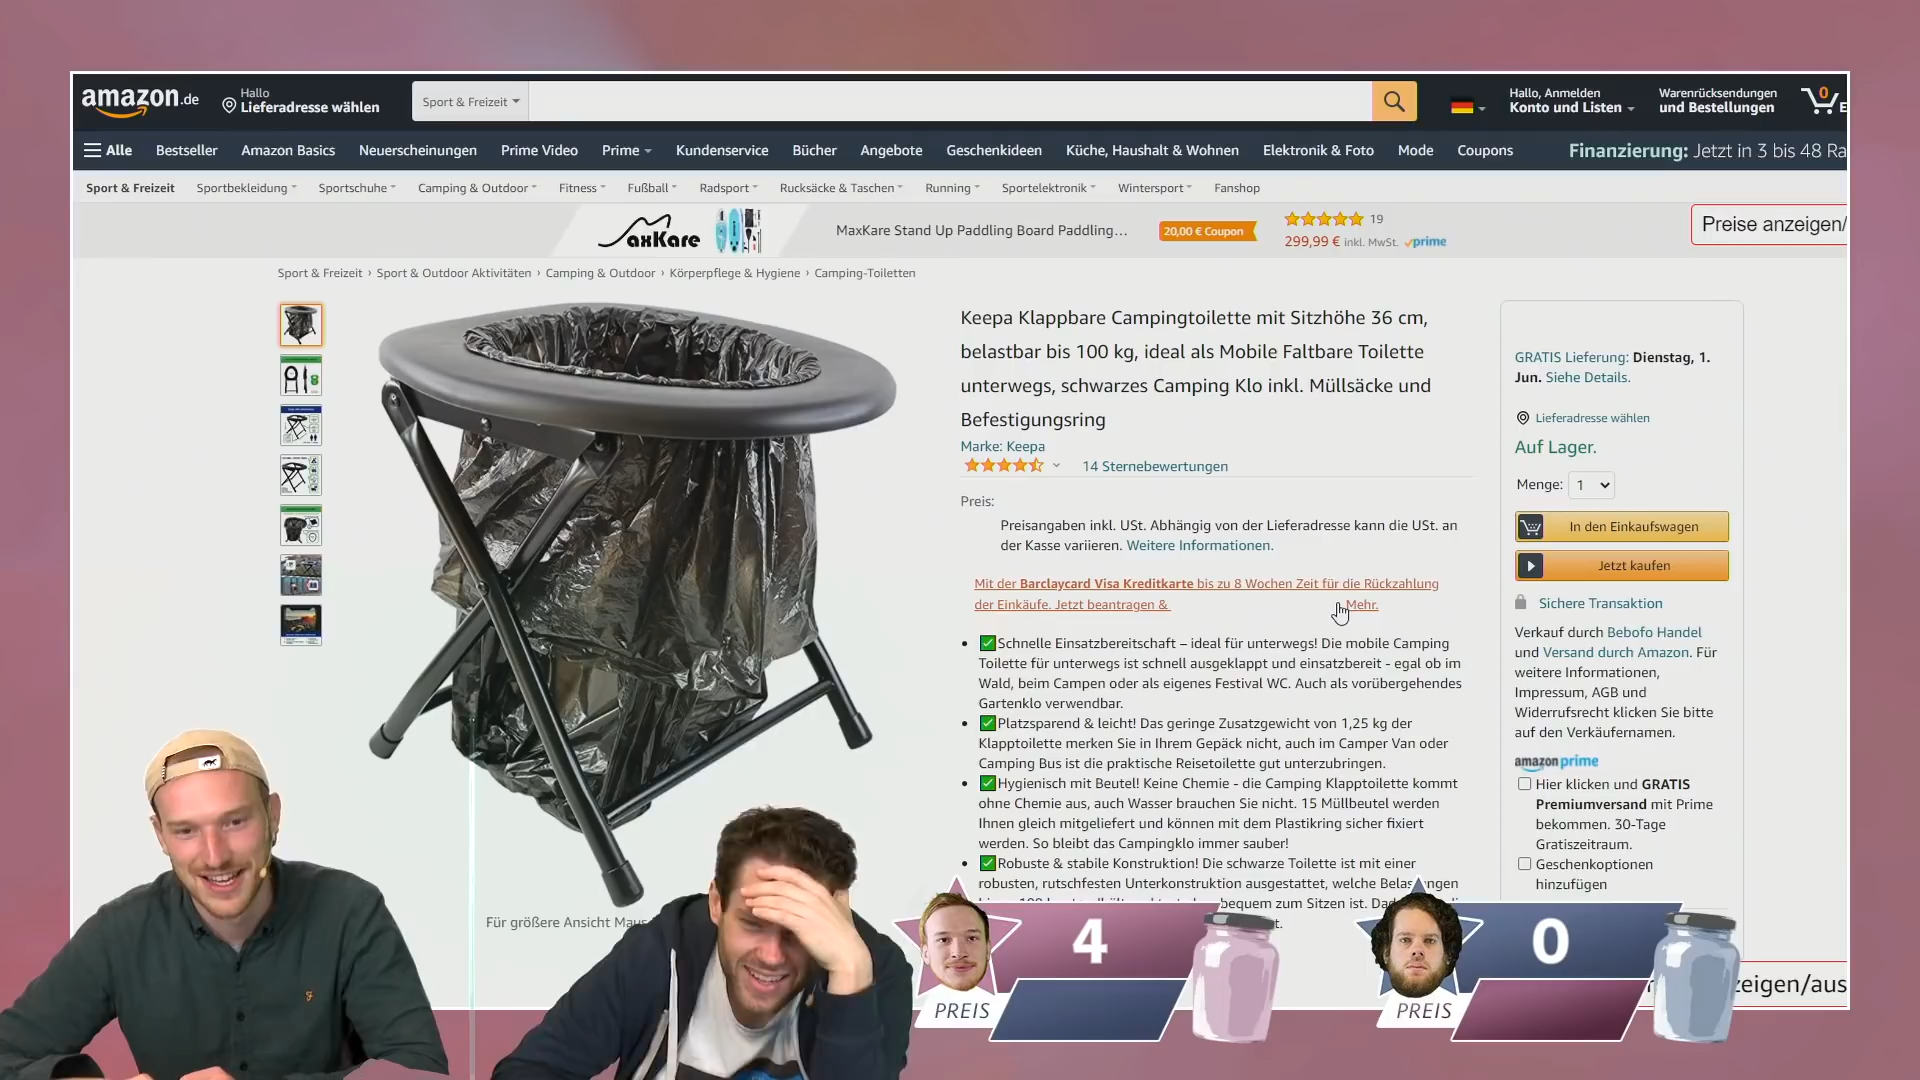 amazon.de
Hallo
Lieferadresse wählen
Sport & Freizeit
Hallo, Anmelden
Konto und Listen
Warenrücksendungen
und Bestellungen
0
E
Alle
Bestseller
Amazon Basics
Neuerscheinungen
Prime Video
Prime
Kundenservice
Bücher
Angebote
Geschenkideen
Küche, Haushalt & Wohnen
Elektronik & Foto
Mode
Coupons
Finanzierung: Jetzt in 3 bis 48 Ra
Sport & Freizeit
Sportbekleidung
Sportschuhe
Camping & Outdoor
Fitness
Fußball
Radsport
Rucksäcke & Taschen
Running
Sportelektronik
Wintersport
Fanshop
MaxKare
MaxKare Stand Up Paddling Board Paddling…
20,00 € Coupon
19
299,99 € inkl. MwSt. prime
Preise anzeigen/
Sport & Freizeit › Sport & Outdoor Aktivitäten › Camping & Outdoor › Körperpflege & Hygiene › Camping-Toiletten
Keepa Klappbare Campingtoilette mit Sitzhöhe 36 cm,
belastbar bis 100 kg, ideal als Mobile Faltbare Toilette
unterwegs, schwarzes Camping Klo inkl. Müllsäcke und
Befestigungsring
Marke: Keepa
14 Sternebewertungen
Preis:
Preisangaben inkl. USt. Abhängig von der Lieferadresse kann die USt. an
der Kasse variieren. Weitere Informationen.
Mit der Barclaycard Visa Kreditkarte bis zu 8 Wochen Zeit für die Rückzahlung
der Einkäufe. Jetzt beantragen & Mehr.
Schnelle Einsatzbereitschaft – ideal für unterwegs! Die mobile Camping
Toilette für unterwegs ist schnell ausgeklappt und einsatzbereit - egal ob im
Wald, beim Campen oder als eigenes Festival WC. Auch als vorübergehendes
Gartenklo verwendbar.
Platzsparend & leicht! Das geringe Zusatzgewicht von 1,25 kg der
Klapptoilette merken Sie in Ihrem Gepäck nicht, auch im Camper Van oder
Camping Bus ist die praktische Reisetoilette gut unterzubringen.
Hygienisch mit Beutel! Keine Chemie - die Camping Klapptoilette kommt
ohne Chemie aus, auch Wasser brauchen Sie nicht. 15 Müllbeutel werden
Ihnen gleich mitgeliefert und können mit dem Plastikring sicher fixiert
werden. So bleibt das Campingklo immer sauber!
Robuste & stabile Konstruktion! Die schwarze Toilette ist mit einer
robusten, rutschfesten Unterkonstruktion ausgestattet, welche
bequem zum Sitzen ist.
GRATIS Lieferung: Dienstag, 1.
Jun. Siehe Details.
Lieferadresse wählen
Auf Lager.
Menge: 1
In den Einkaufswagen
Jetzt kaufen
Sichere Transaktion
Verkauf durch Bebofo Handel
und Versand durch Amazon. Für
weitere Informationen,
Impressum, AGB und
Widerrufsrecht klicken Sie bitte
auf den Verkäufernamen.
amazon prime
Hier klicken und GRATIS
Premiumversand mit Prime
bekommen. 30-Tage
Gratiszeitraum.
Geschenkoptionen
hinzufügen
Für größere Ansicht Maus
4
PREIS
0
PREIS
zeigen/aus